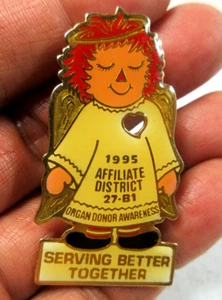 1995
AFFILIATE
DISTRICT
27-B1
ORGAN DONOR AWARENESS
SERVING BETTER
TOGETHER